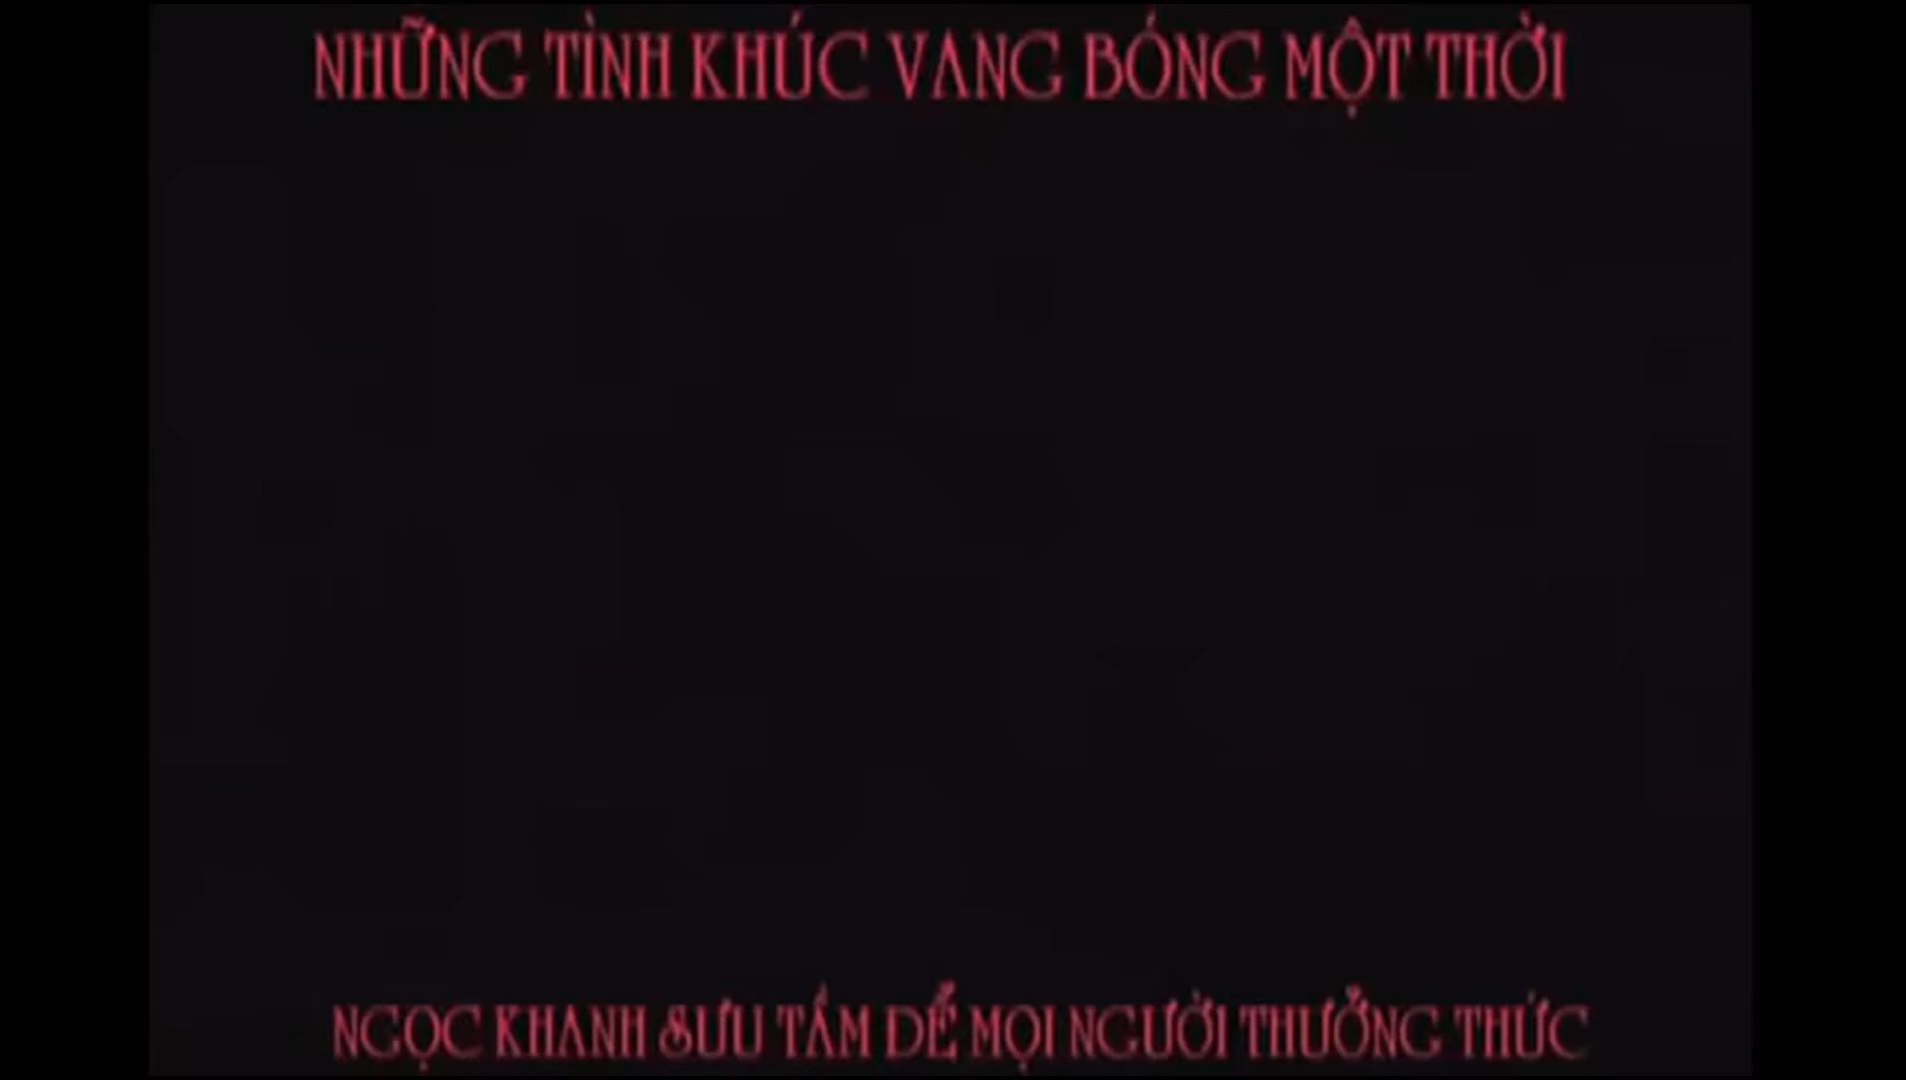 NHỮNG TÌNH KHÚC VANG BÓNG MỘT THỜI
NGỌC KHANH SƯU TẦM ĐỂ MỌI NGƯỜI THƯỞNG THỨC